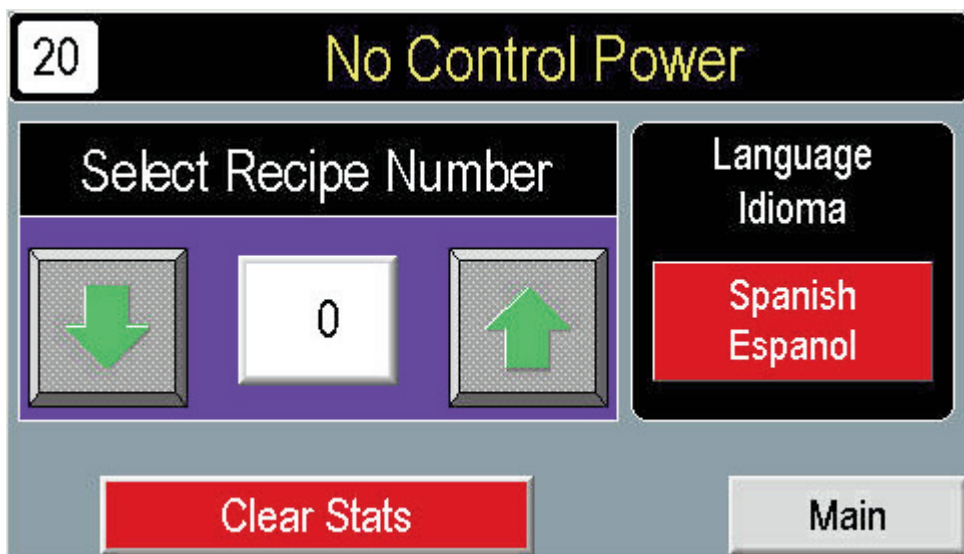 20
No Control Power
Select Recipe Number
0
Language
Idioma
Spanish
Espanol
Clear Stats
Main